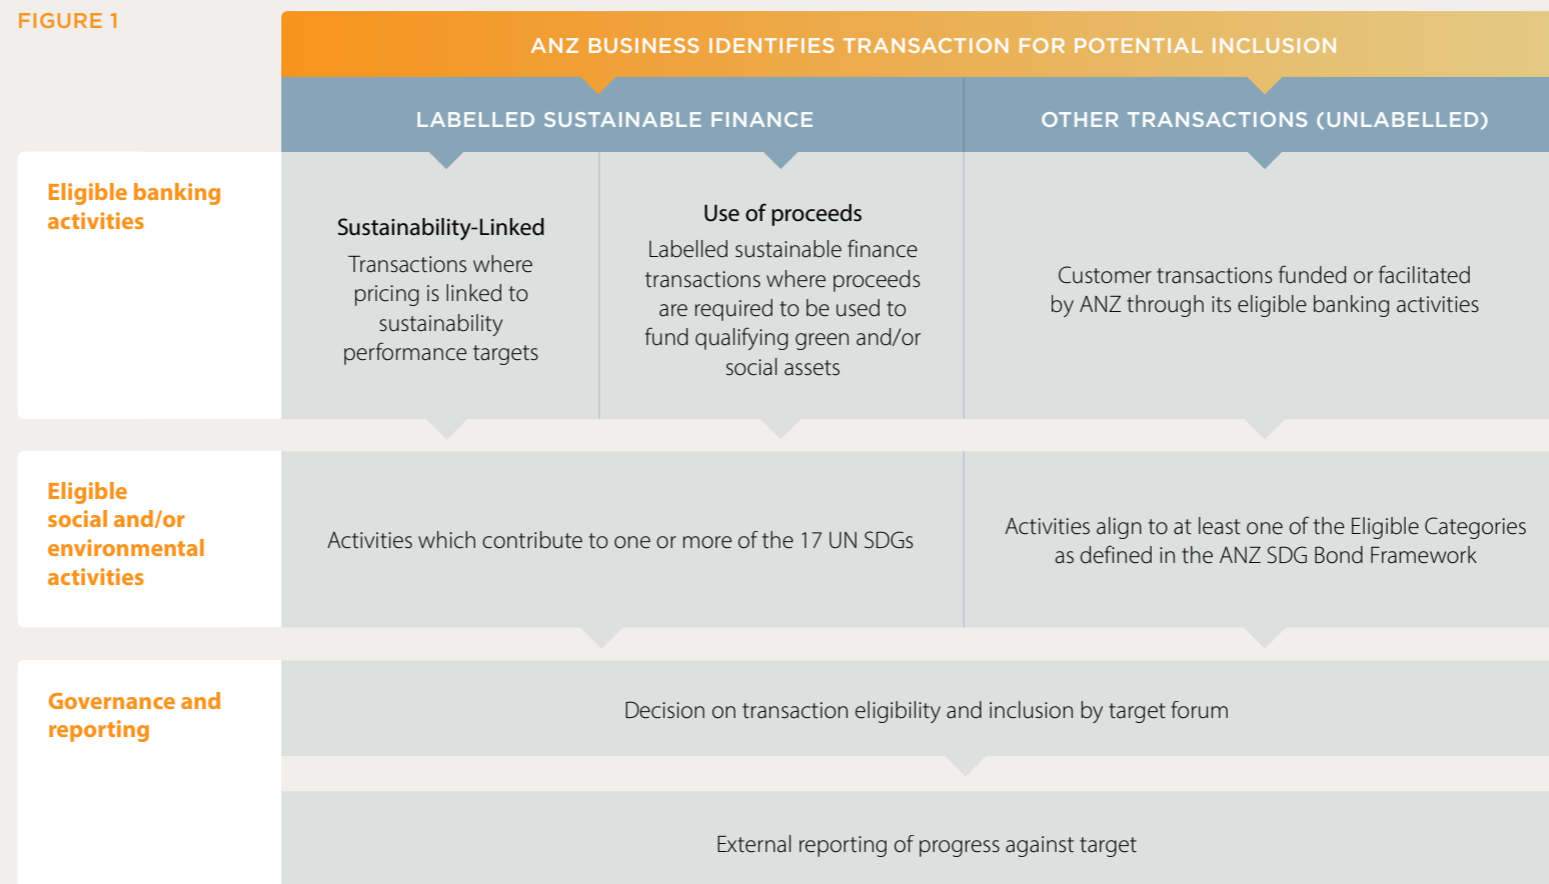 FIGURE 1
ANZ BUSINESS IDENTIFIES TRANSACTION FOR POTENTIAL INCLUSION
LABELLED SUSTAINABLE FINANCE
OTHER TRANSACTIONS (UNLABELLED)
Eligible banking
activities
Sustainability-Linked
Transactions where
pricing is linked to
sustainability
performance targets
Use of proceeds
Labelled sustainable finance
transactions where proceeds
are required to be used to
fund qualifying green and/or
social assets
Customer transactions funded or facilitated
by ANZ through its eligible banking activities
Eligible
social and/or
environmental
activities
Activities which contribute to one or more of the 17 UN SDGs
Activities align to at least one of the Eligible Categories
as defined in the ANZ SDG Bond Framework
Governance and
reporting
Decision on transaction eligibility and inclusion by target forum
External reporting of progress against target